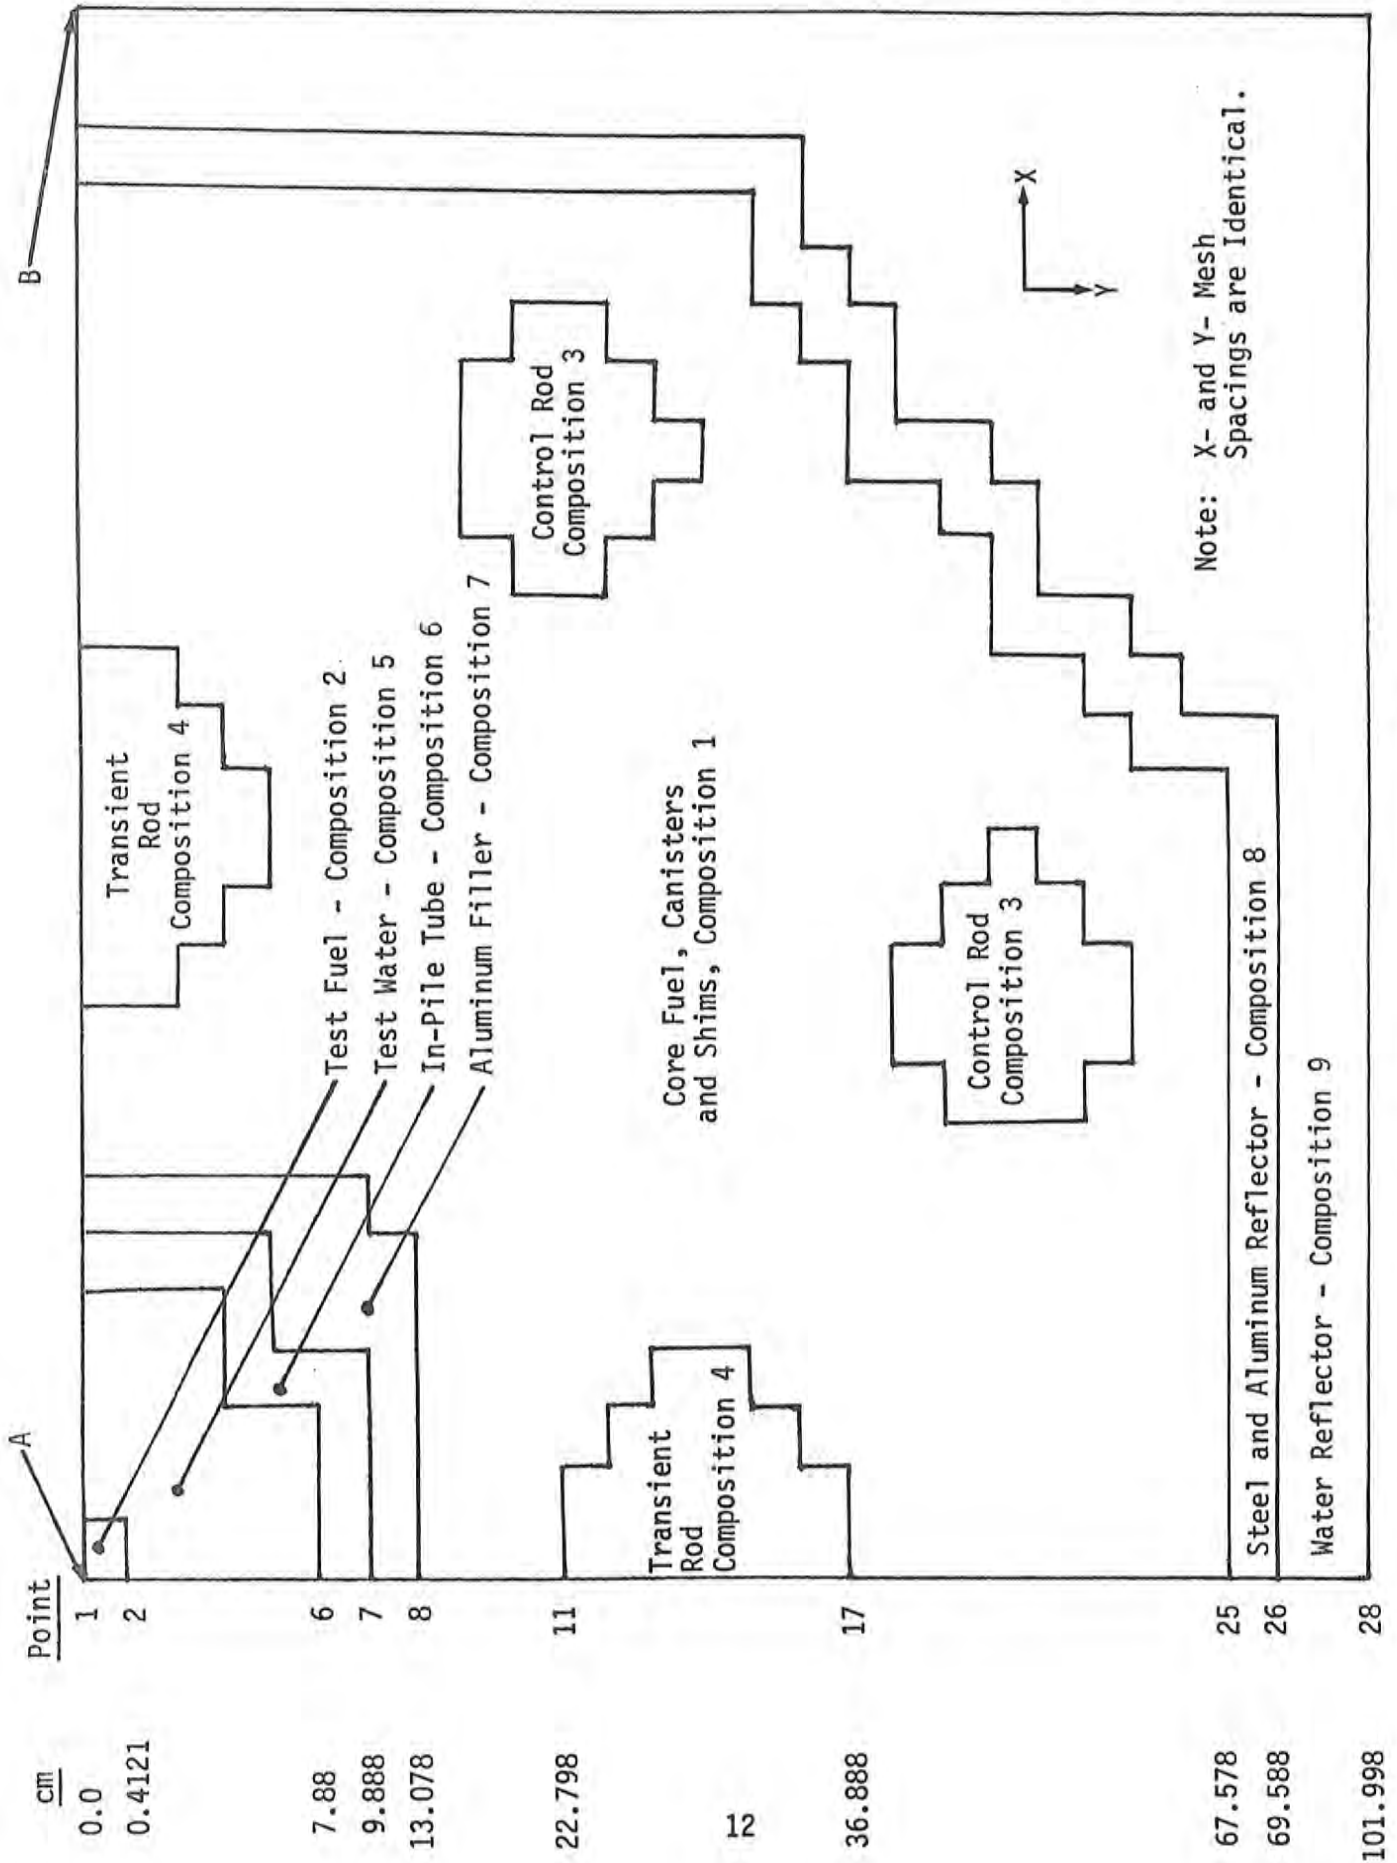 cm
Point
0.0
1
0.4121
2
7.88
6
9.888
7
13.078
8
22.798
11
12
36.888
17
67.578
25
69.588
26
101.998
28
A
B
Transient
Rod
Composition 4
Test Fuel - Composition 2
Test Water - Composition 5
In-Pile Tube - Composition 6
Aluminum Filler - Composition 7
Control Rod
Composition 3
Core Fuel, Canisters
and Shims, Composition 1
Transient
Rod
Composition 4
Control Rod
Composition 3
X
Y
Note: X- and Y- Mesh
Spacings are Identical.
Steel and Aluminum Reflector - Composition 8
Water Reflector - Composition 9